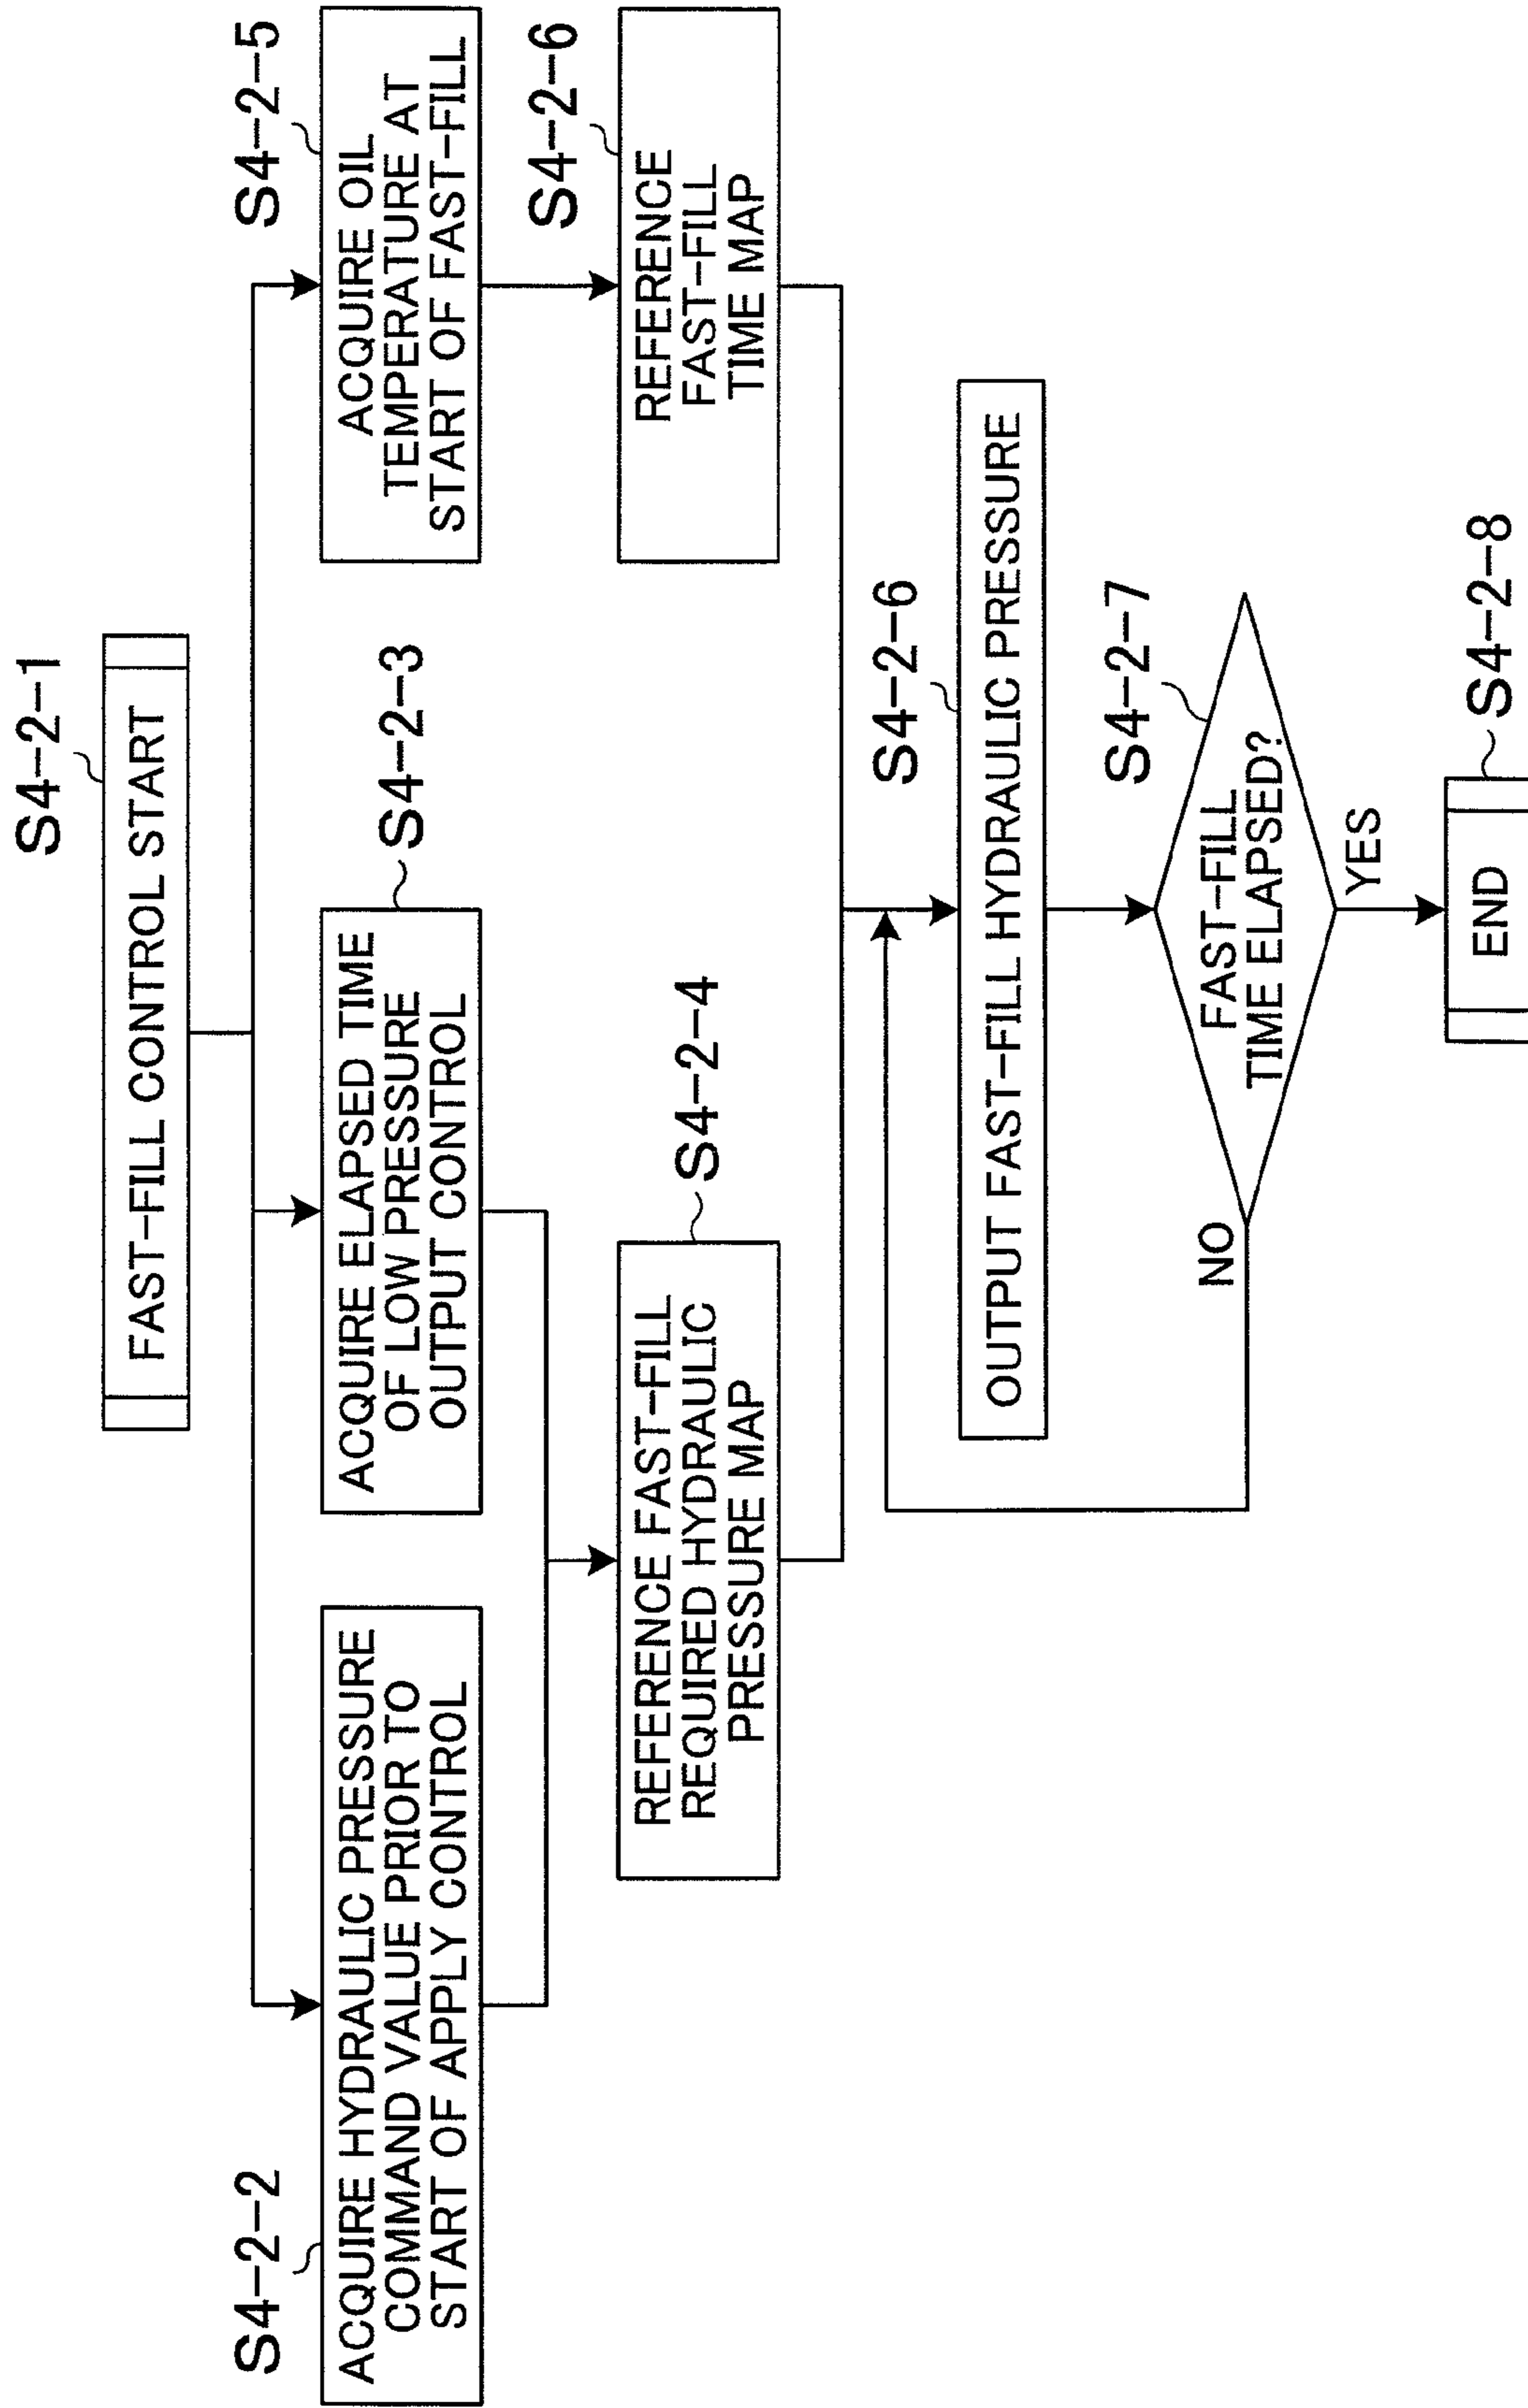 S4-2-1
FAST-FILL CONTROL START
S4-2-2
ACQUIRE HYDRAULIC PRESSURE
COMMAND VALUE PRIOR TO
START OF APPLY CONTROL
S4-2-3
ACQUIRE ELAPSED TIME
OF LOW PRESSURE
OUTPUT CONTROL
S4-2-5
ACQUIRE OIL
TEMPERATURE AT
START OF FAST-FILL
S4-2-4
REFERENCE FAST-FILL
REQUIRED HYDRAULIC
PRESSURE MAP
S4-2-6
REFERENCE
FAST-FILL
TIME MAP
S4-2-6
OUTPUT FAST-FILL HYDRAULIC PRESSURE
S4-2-7
FAST-FILL
TIME ELAPSED?
NO
YES
S4-2-8
END